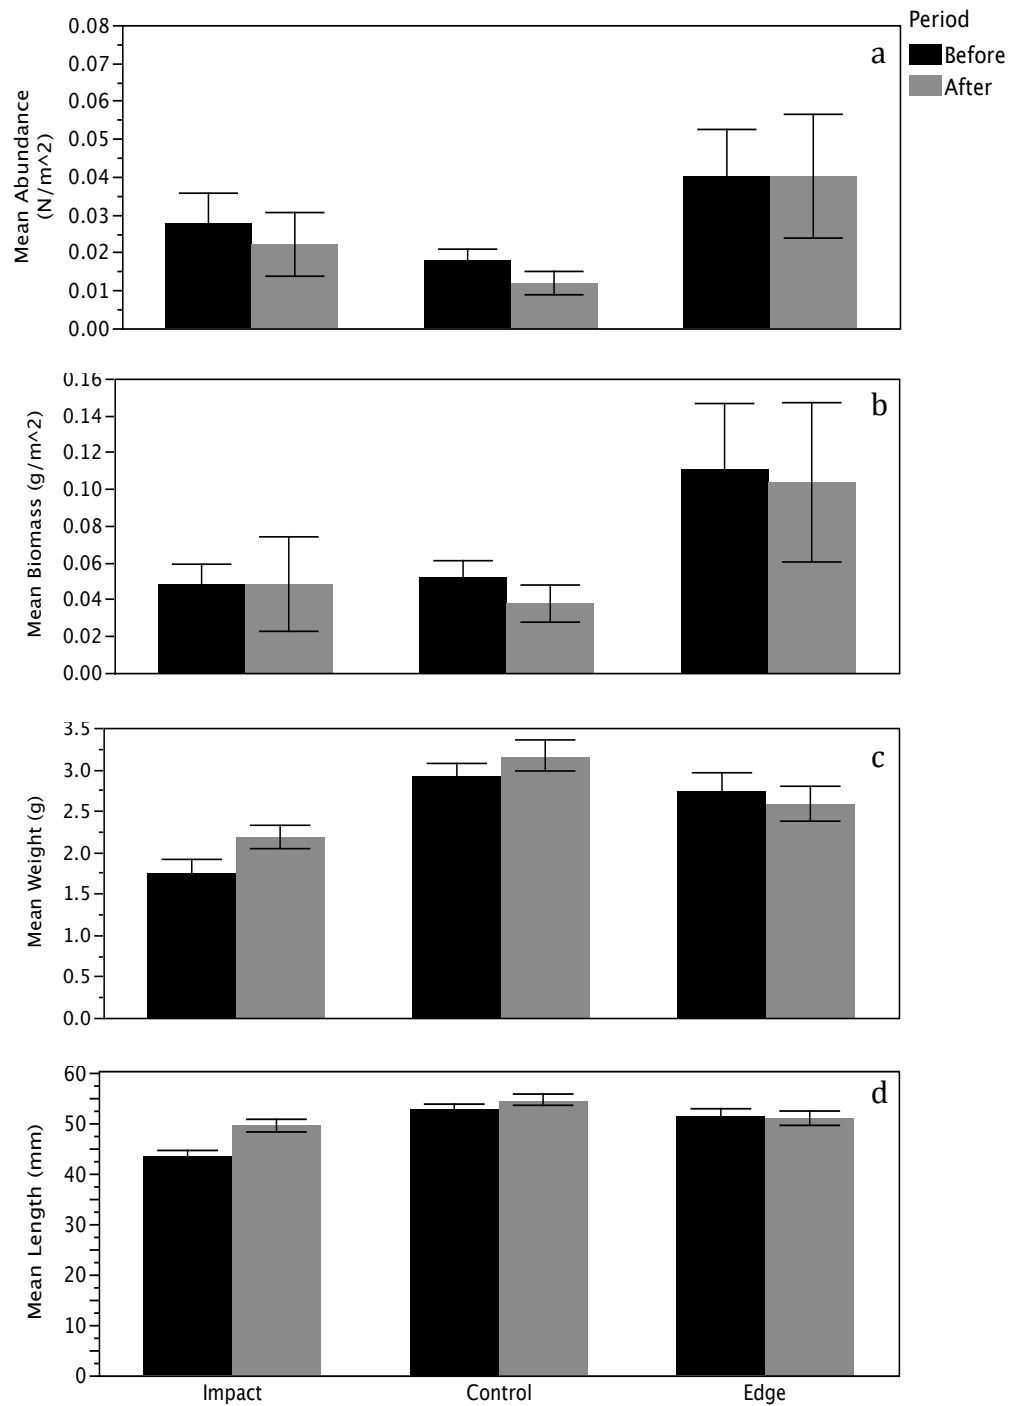 Period
Before
After
a
Mean Abundance
(N/m^2)
0.08
0.07
0.06
0.05
0.04
0.03
0.02
0.01
0.00
b
Mean Biomass (g/m^2)
0.16
0.14
0.12
0.10
0.08
0.06
0.04
0.02
0.00
c
Mean Weight (g)
3.5
3.0
2.5
2.0
1.5
1.0
0.5
0.0
d
Mean Length (mm)
60
50
40
30
20
10
0
Impact Control Edge